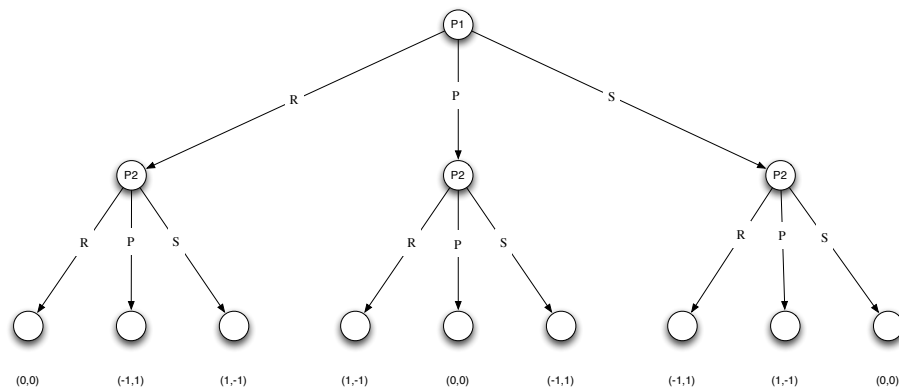 P1
R P S
P2 P2 P2
R P S R P S R P S
(0,0) (-1,1) (1,-1) (1,-1) (0,0) (-1,1) (-1,1) (1,-1) (0,0)